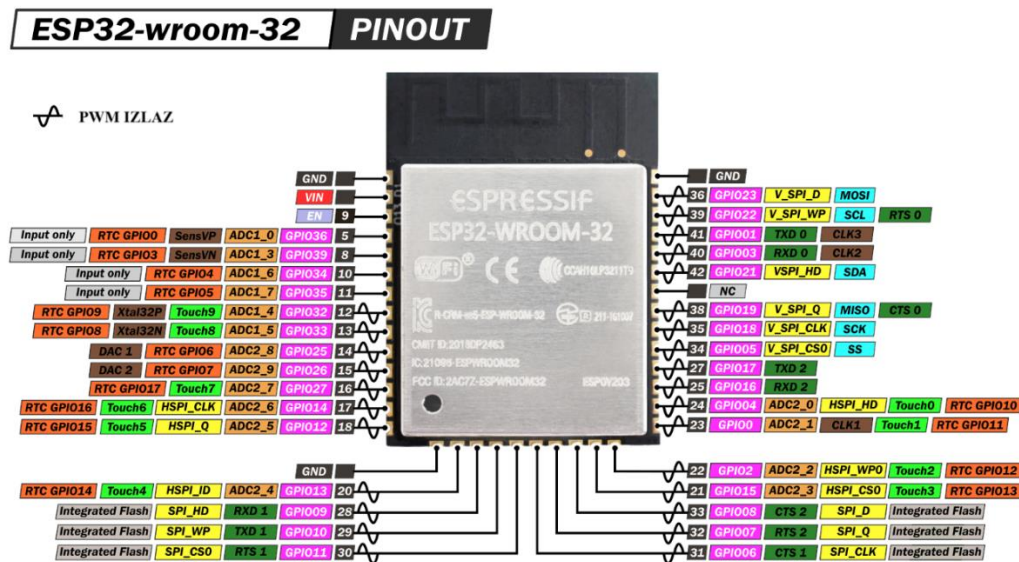 ESP32-wroom-32 PINOUT
PWM IZLAZ
GND
VIN
EN 9
Input only RTC GPIO0 SensVP ADC1_0 GPIO36 5
Input only RTC GPIO3 SensVN ADC1_3 GPIO39 8
Input only RTC GPIO4 ADC1_6 GPIO34 10
Input only RTC GPIO5 ADC1_7 GPIO35 11
RTC GPIO9 Xtal32P Touch9 ADC1_4 GPIO32 12
RTC GPIO8 Xtal32N Touch8 ADC1_5 GPIO33 13
DAC 1 RTC GPIO6 ADC2_8 GPIO25 14
DAC 2 RTC GPIO7 ADC2_9 GPIO26 15
RTC GPIO17 Touch7 ADC2_7 GPIO27 16
RTC GPIO16 Touch6 HSPI_CLK ADC2_6 GPIO14 17
RTC GPIO15 Touch5 HSPI_Q ADC2_5 GPIO12 18
GND
RTC GPIO14 Touch4 HSPI_ID ADC2_4 GPIO13 20
Integrated Flash SPI_HD RXD 1 GPIO09 28
Integrated Flash SPI_WP TXD 1 GPIO10 29
Integrated Flash SPI_CS0 RTS 1 GPIO11 30
ESPRESSIF
ESP32-WROOM-32
WiFi CE
R-CRM-es6-ESP-WROOM-32
FCC ID:2AC7Z-ESPWROOM32
GND
36 GPIO23 V_SPI_D MOSI
39 GPIO22 V_SPI_WP SCL RTS 0
41 GPIO01 TXD 0 CLK3
40 GPIO03 RXD 0 CLK2
42 GPIO21 VSPI_HD SDA
NC
38 GPIO19 V_SPI_Q MISO CTS 0
35 GPIO18 V_SPI_CLK SCK
34 GPIO05 V_SPI_CS0 SS
27 GPIO17 TXD 2
25 GPIO16 RXD 2
24 GPIO04 ADC2_0 HSPI_HD Touch0 RTC GPIO10
23 GPIO0 ADC2_1 CLK1 Touch1 RTC GPIO11
22 GPIO2 ADC2_2 HSPI_WP0 Touch2 RTC GPIO12
21 GPIO15 ADC2_3 HSPI_CS0 Touch3 RTC GPIO13
33 GPIO08 CTS 2 SPI_D Integrated Flash
32 GPIO07 RTS 2 SPI_Q Integrated Flash
31 GPIO06 CTS 1 SPI_CLK Integrated Flash